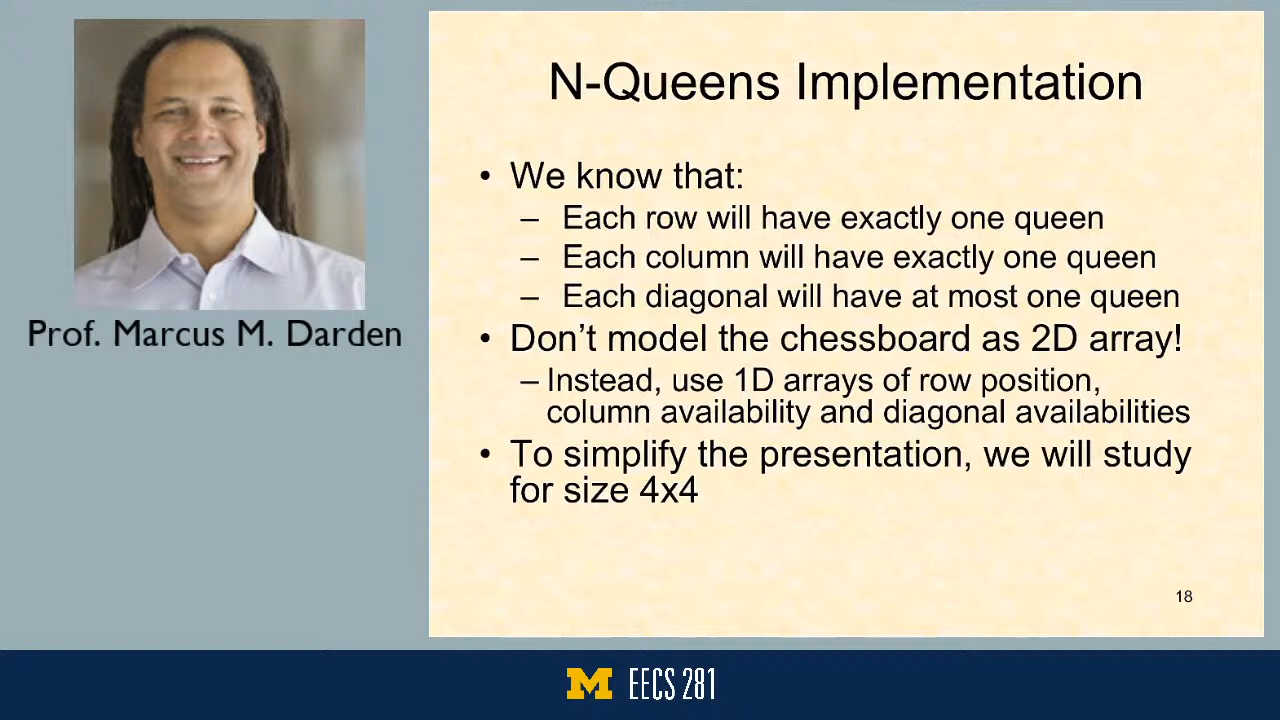 Prof. Marcus M. Darden
N-Queens Implementation
• We know that:
– Each row will have exactly one queen
– Each column will have exactly one queen
– Each diagonal will have at most one queen
• Don’t model the chessboard as 2D array!
– Instead, use 1D arrays of row position,
column availability and diagonal availabilities
• To simplify the presentation, we will study
for size 4x4
18
M EECS 281